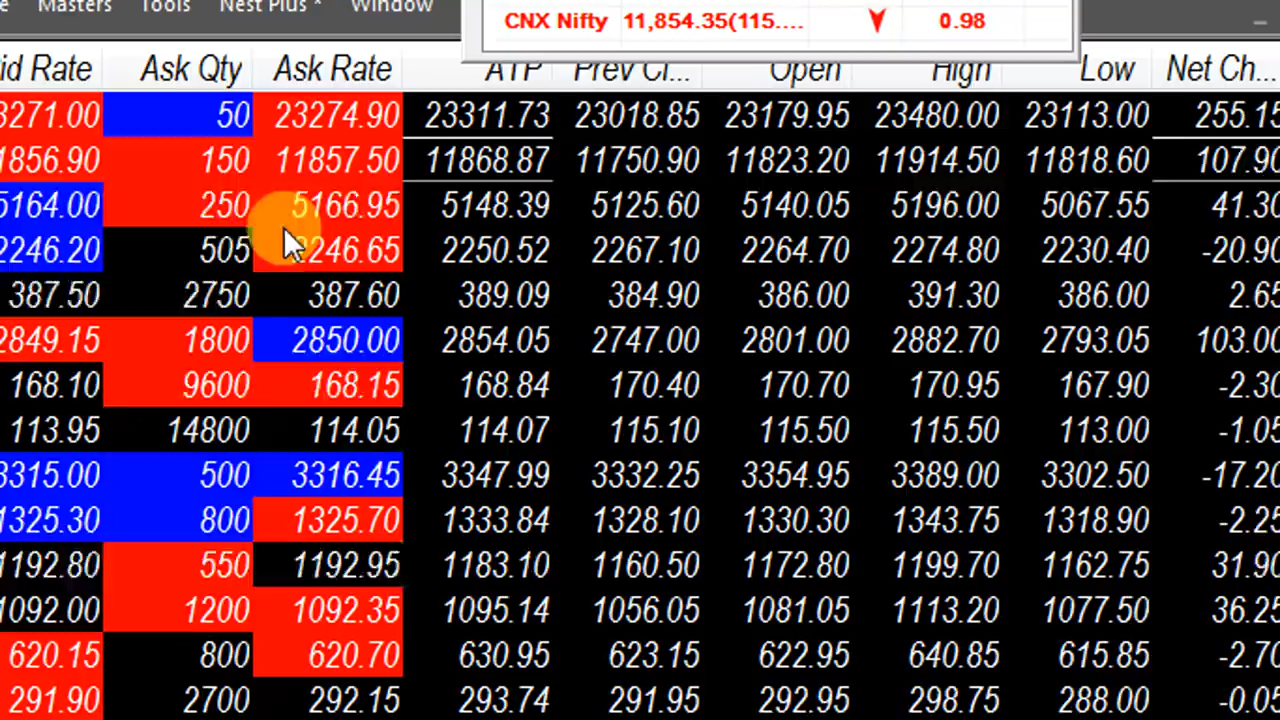 Masters Tools Nest Plus Window
CNX Nifty 11,854.35(115.... 0.98
id Rate Ask Qty Ask Rate ATP Prev Cl... Open High Low Net Ch...
3271.00 50 23274.90 23311.73 23018.85 23179.95 23480.00 23113.00 255.15
1856.90 150 11857.50 11868.87 11750.90 11823.20 11914.50 11818.60 107.90
5164.00 250 5166.95 5148.39 5125.60 5140.05 5196.00 5067.55 41.30
2246.20 505 2246.65 2250.52 2267.10 2264.70 2274.80 2230.40 -20.90
387.50 2750 387.60 389.09 384.90 386.00 391.30 386.00 2.65
2849.15 1800 2850.00 2854.05 2747.00 2801.00 2882.70 2793.05 103.00
168.10 9600 168.15 168.84 170.40 170.70 170.95 167.90 -2.30
113.95 14800 114.05 114.07 115.10 115.50 115.50 113.00 -1.05
3315.00 500 3316.45 3347.99 3332.25 3354.95 3389.00 3302.50 -17.20
1325.30 800 1325.70 1333.84 1328.10 1330.30 1343.75 1318.90 -2.25
1192.80 550 1192.95 1183.10 1160.50 1172.80 1199.70 1162.75 31.90
1092.00 1200 1092.35 1095.14 1056.05 1081.05 1113.20 1077.50 36.25
620.15 800 620.70 630.95 623.15 622.95 640.85 615.85 -2.70
291.90 2700 292.15 293.74 291.95 292.95 298.75 288.00 -0.05